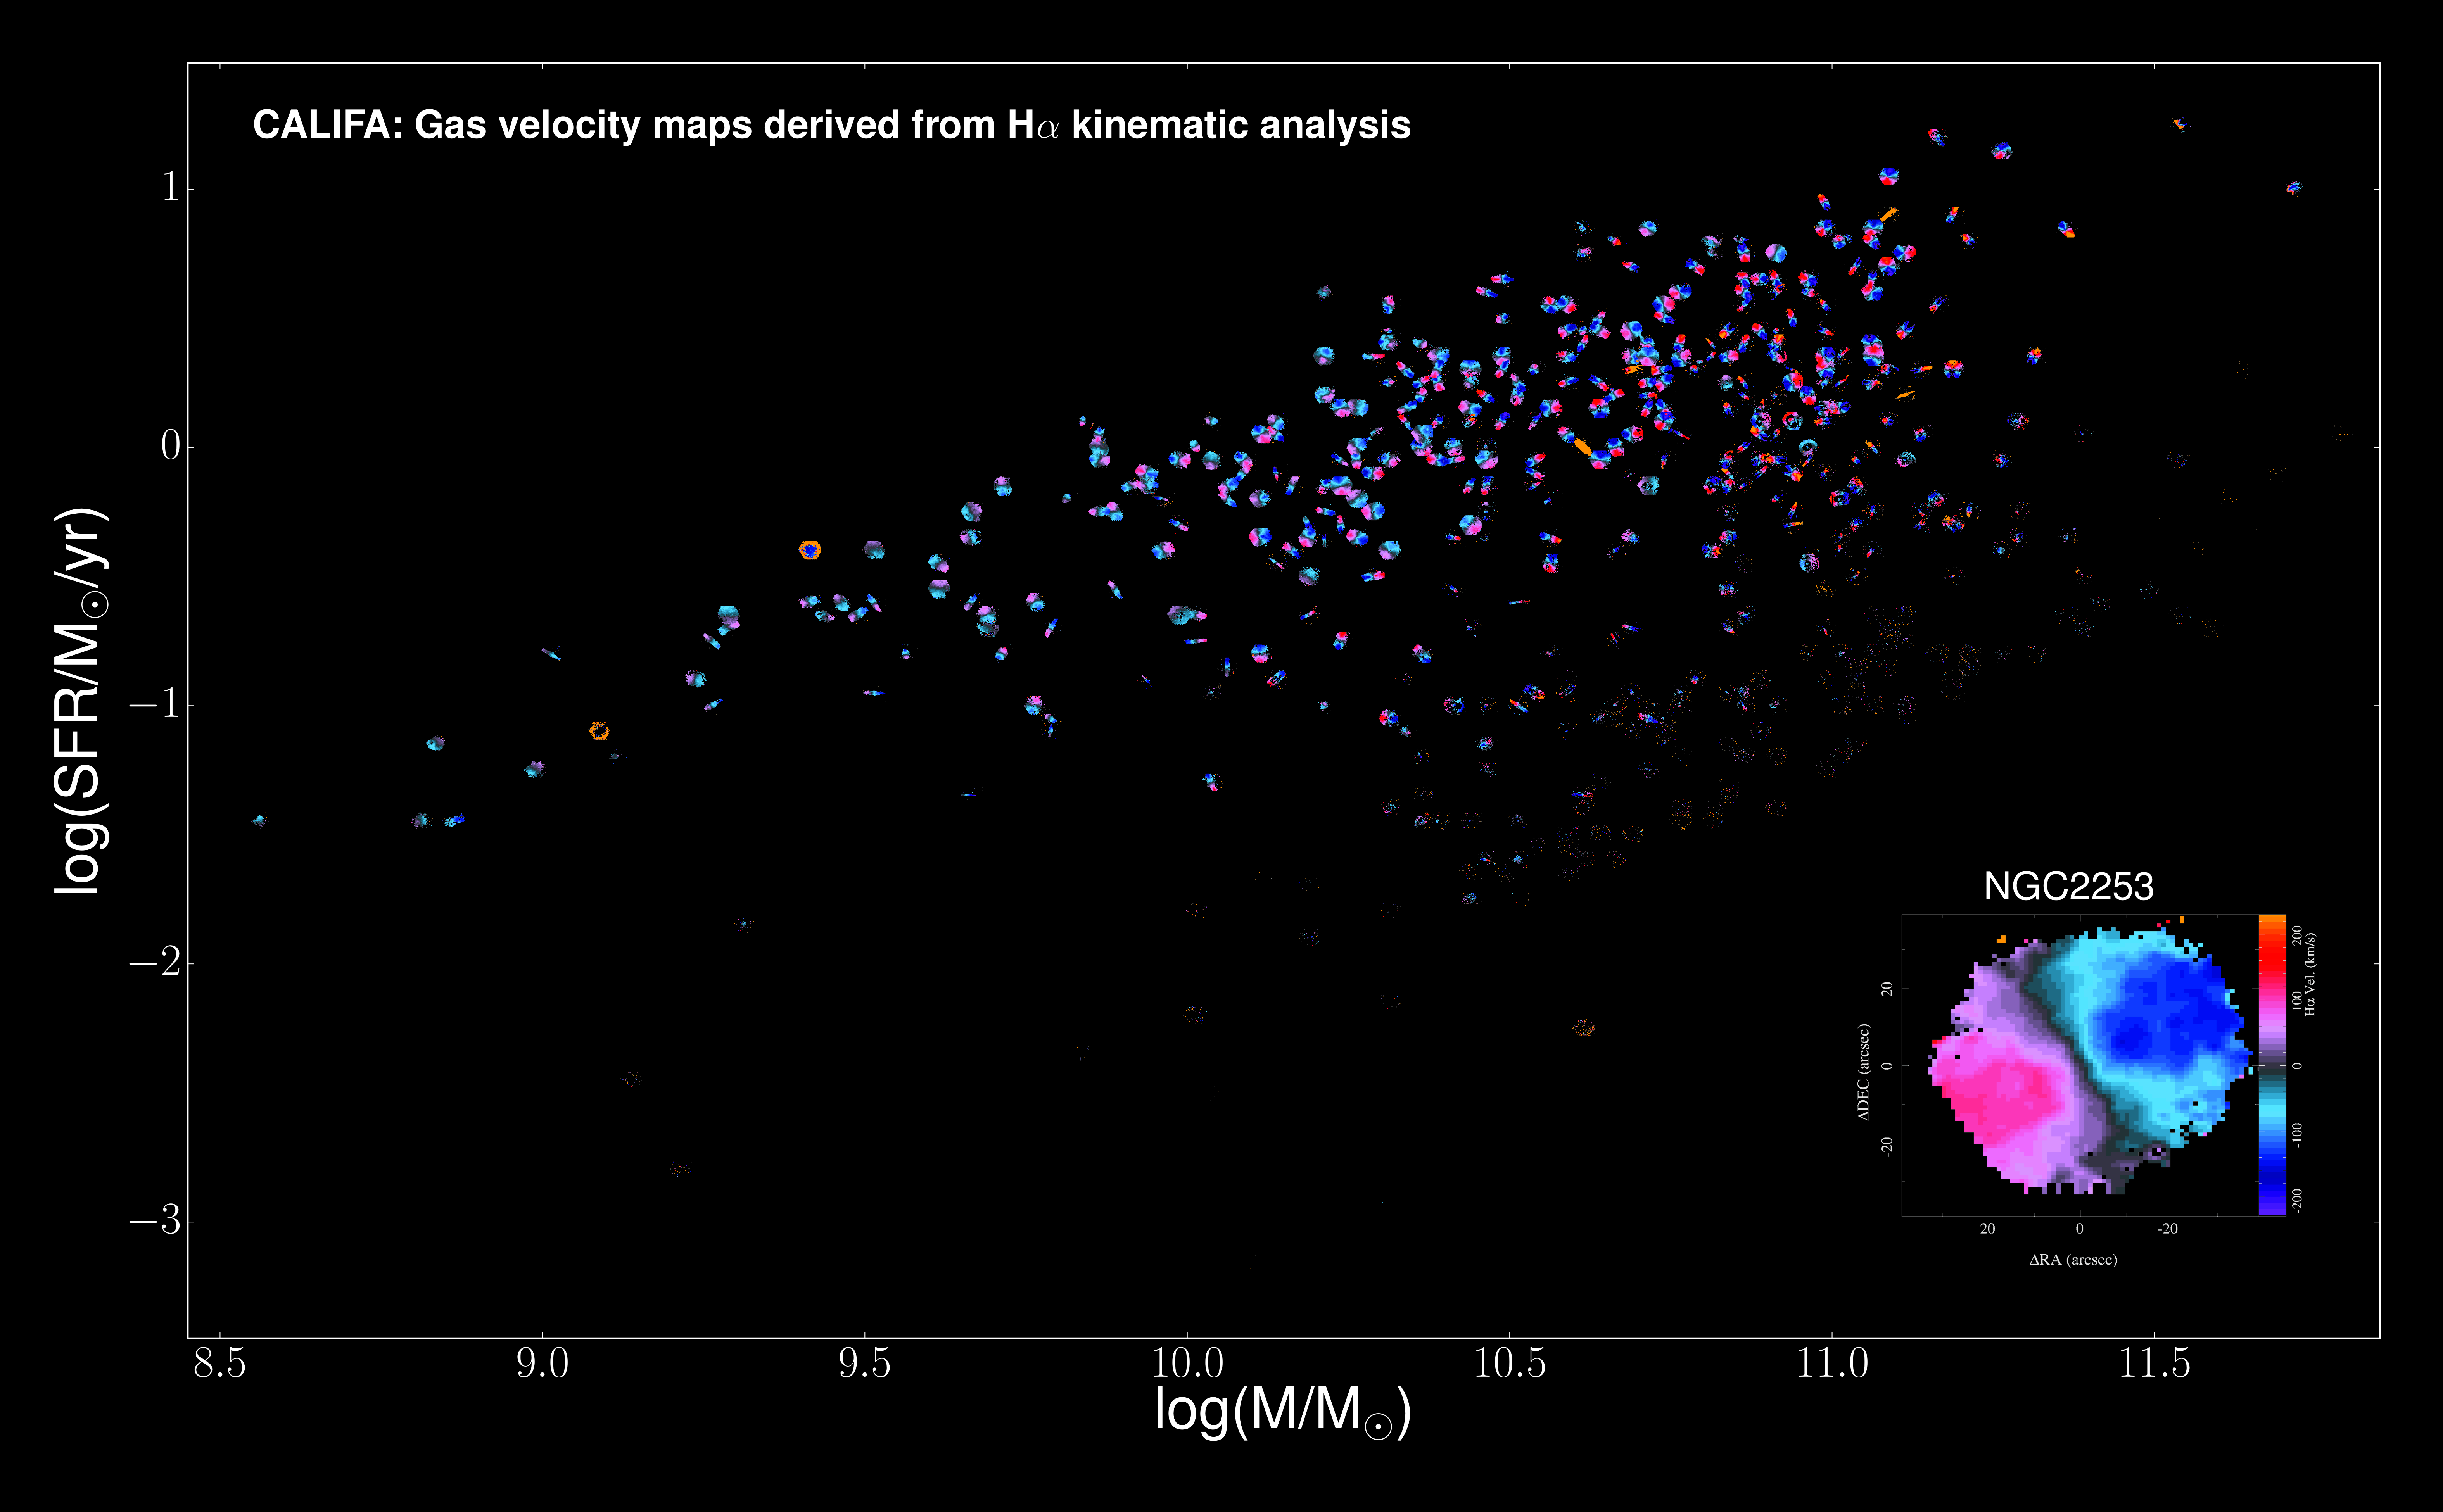 CALIFA: Gas velocity maps derived from Hα kinematic analysis
log(SFR/M☉/yr)
1
0
−1
−2
−3
8.5 9.0 9.5 10.0 10.5 11.0 11.5
log(M/M☉)
NGC2253
ΔDEC (arcsec)
20
0
-20
20 0 -20
ΔRA (arcsec)
200
100
0
-100
-200
Hα Vel. (km/s)